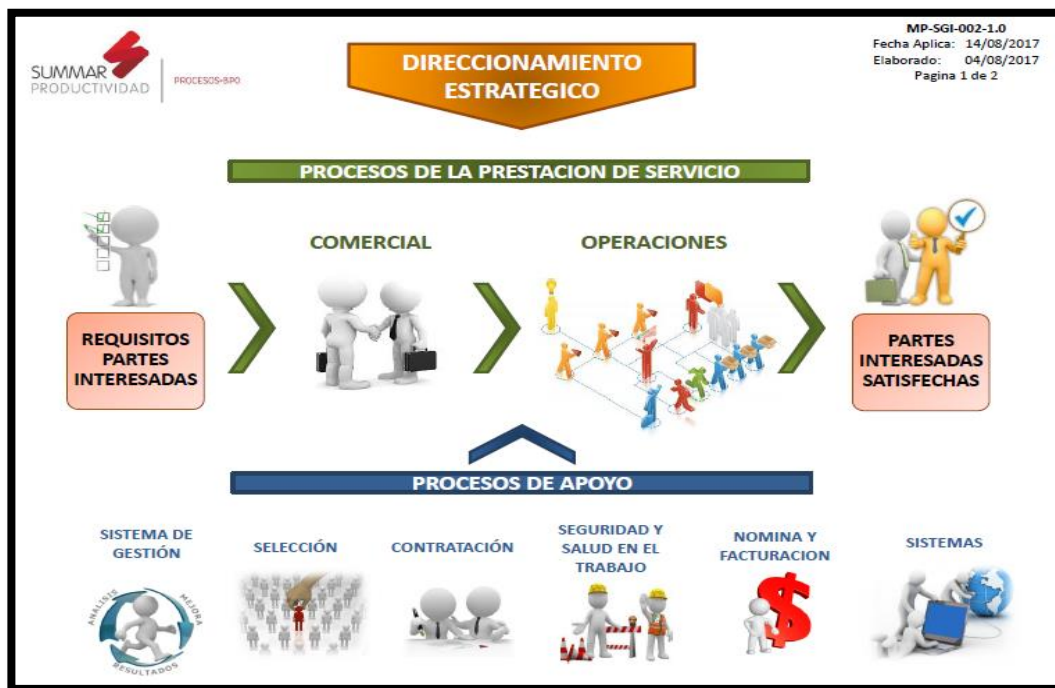 SUMMAR
PRODUCTIVIDAD
PROCESOS+BPO
DIRECCIONAMIENTO
ESTRATEGICO
MP-SGI-002-1.0
Fecha Aplica: 14/08/2017
Elaborado: 04/08/2017
Pagina 1 de 2
PROCESOS DE LA PRESTACION DE SERVICIO
COMERCIAL
OPERACIONES
REQUISITOS
PARTES
INTERESADAS
PARTES
INTERESADAS
SATISFECHAS
PROCESOS DE APOYO
SISTEMA DE
GESTIÓN
SELECCIÓN
CONTRATACIÓN
SEGURIDAD Y
SALUD EN EL
TRABAJO
NOMINA Y
FACTURACION
SISTEMAS
ANÁLISIS
MEJORA
RESULTADOS